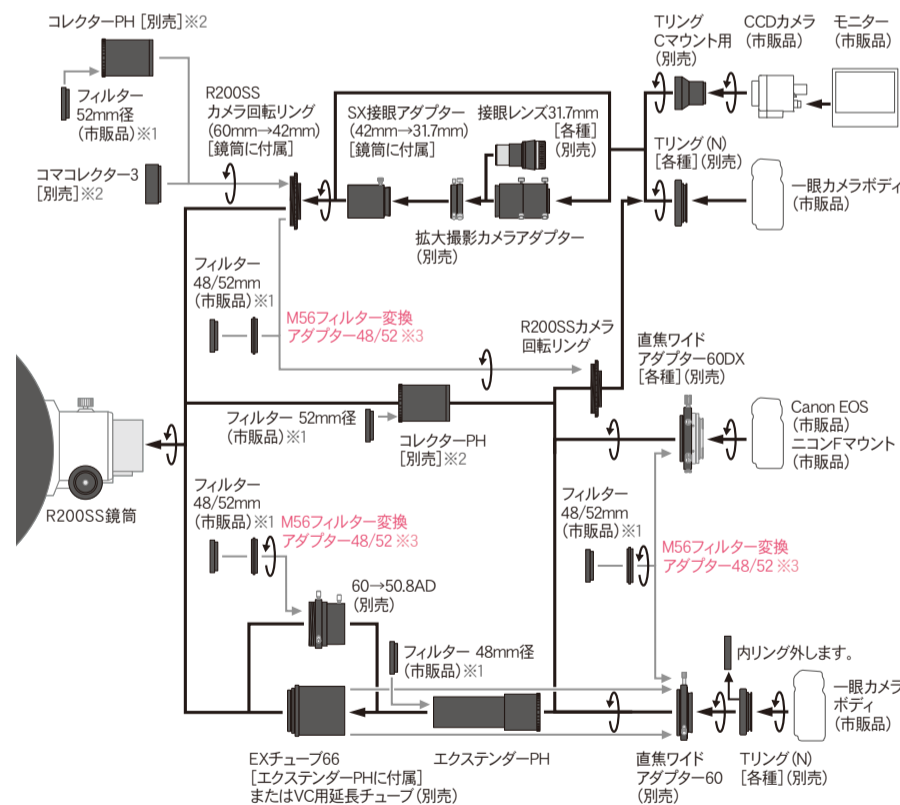 コレクターPH [別売]※2
フィルター
52mm径
(市販品)※1
コマコレクター3
[別売]※2
R200SS
カメラ回転リング
(60mm→42mm)
[鏡筒に付属]
SX接眼アダプター
(42mm→31.7mm)
[鏡筒に付属]
接眼レンズ31.7mm
[各種]
(別売)
拡大撮影カメラアダプター
(別売)
Tリング
Cマウント用
(別売)
CCDカメラ
(市販品)
モニター
(市販品)
Tリング(N)
[各種](別売)
一眼カメラボディ
(市販品)
フィルター
48/52mm
(市販品)※1
M56フィルター変換
アダプター48/52 ※3
R200SSカメラ
回転リング
直焦ワイド
アダプター60DX
[各種](別売)
フィルター 52mm径
(市販品)※1
コレクターPH
[別売]※2
Canon EOS
(市販品)
ニコンFマウント
(市販品)
R200SS鏡筒
フィルター
48/52mm
(市販品)※1
M56フィルター変換
アダプター48/52 ※3
フィルター
48/52mm
(市販品)※1
M56フィルター変換
アダプター48/52 ※3
60→50.8AD
(別売)
フィルター 48mm径
(市販品)※1
内リング外します。
一眼カメラ
ボディ
(市販品)
EXチューブ66
[エクステンダーPHに付属]
またはVC用延長チューブ(別売)
エクステンダーPH
直焦ワイド
アダプター60
(別売)
Tリング(N)
[各種](別売)